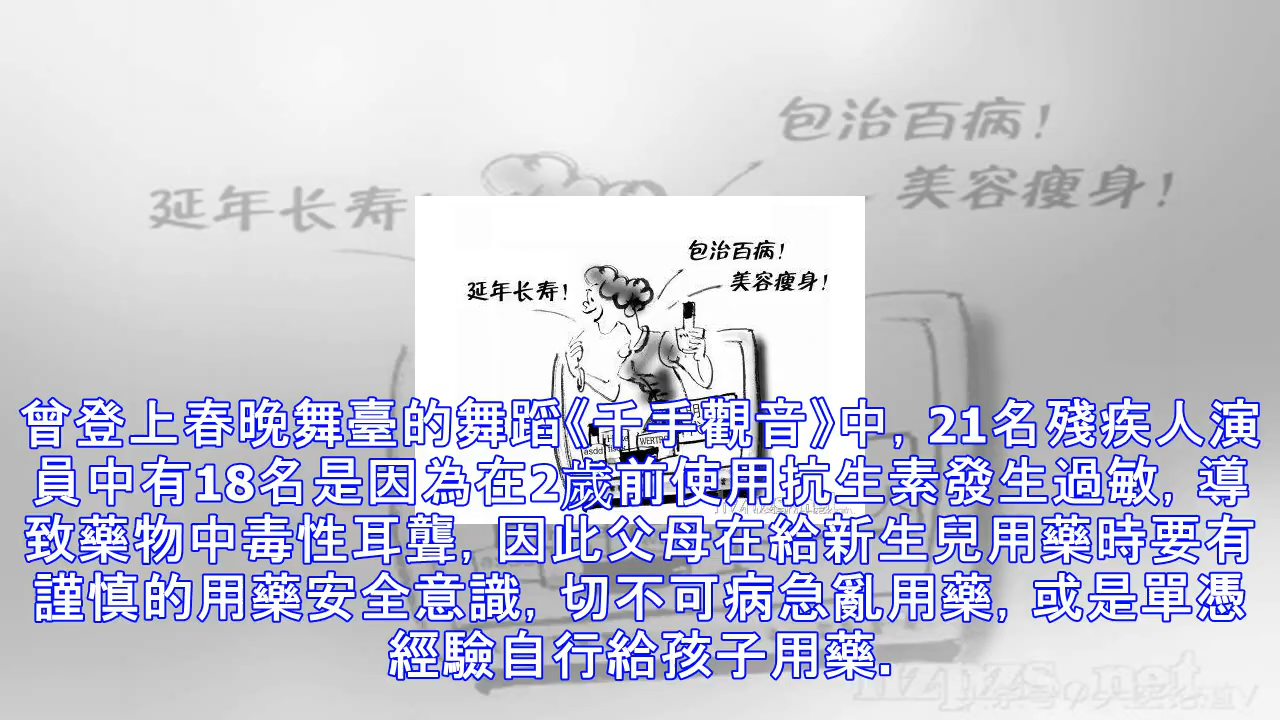 包治百病!
延年长寿!
美容瘦身!
包治百病!
美容瘦身!
延年长寿!
曾登上春晚舞臺的舞蹈《千手觀音》中, 21名殘疾人演
員中有18名是因為在2歲前使用抗生素發生過敏, 導
致藥物中毒性耳聾, 因此父母在給新生兒用藥時要有
謹慎的用藥安全意識, 切不可病急亂用藥, 或是單憑
經驗自行給孩子用藥.